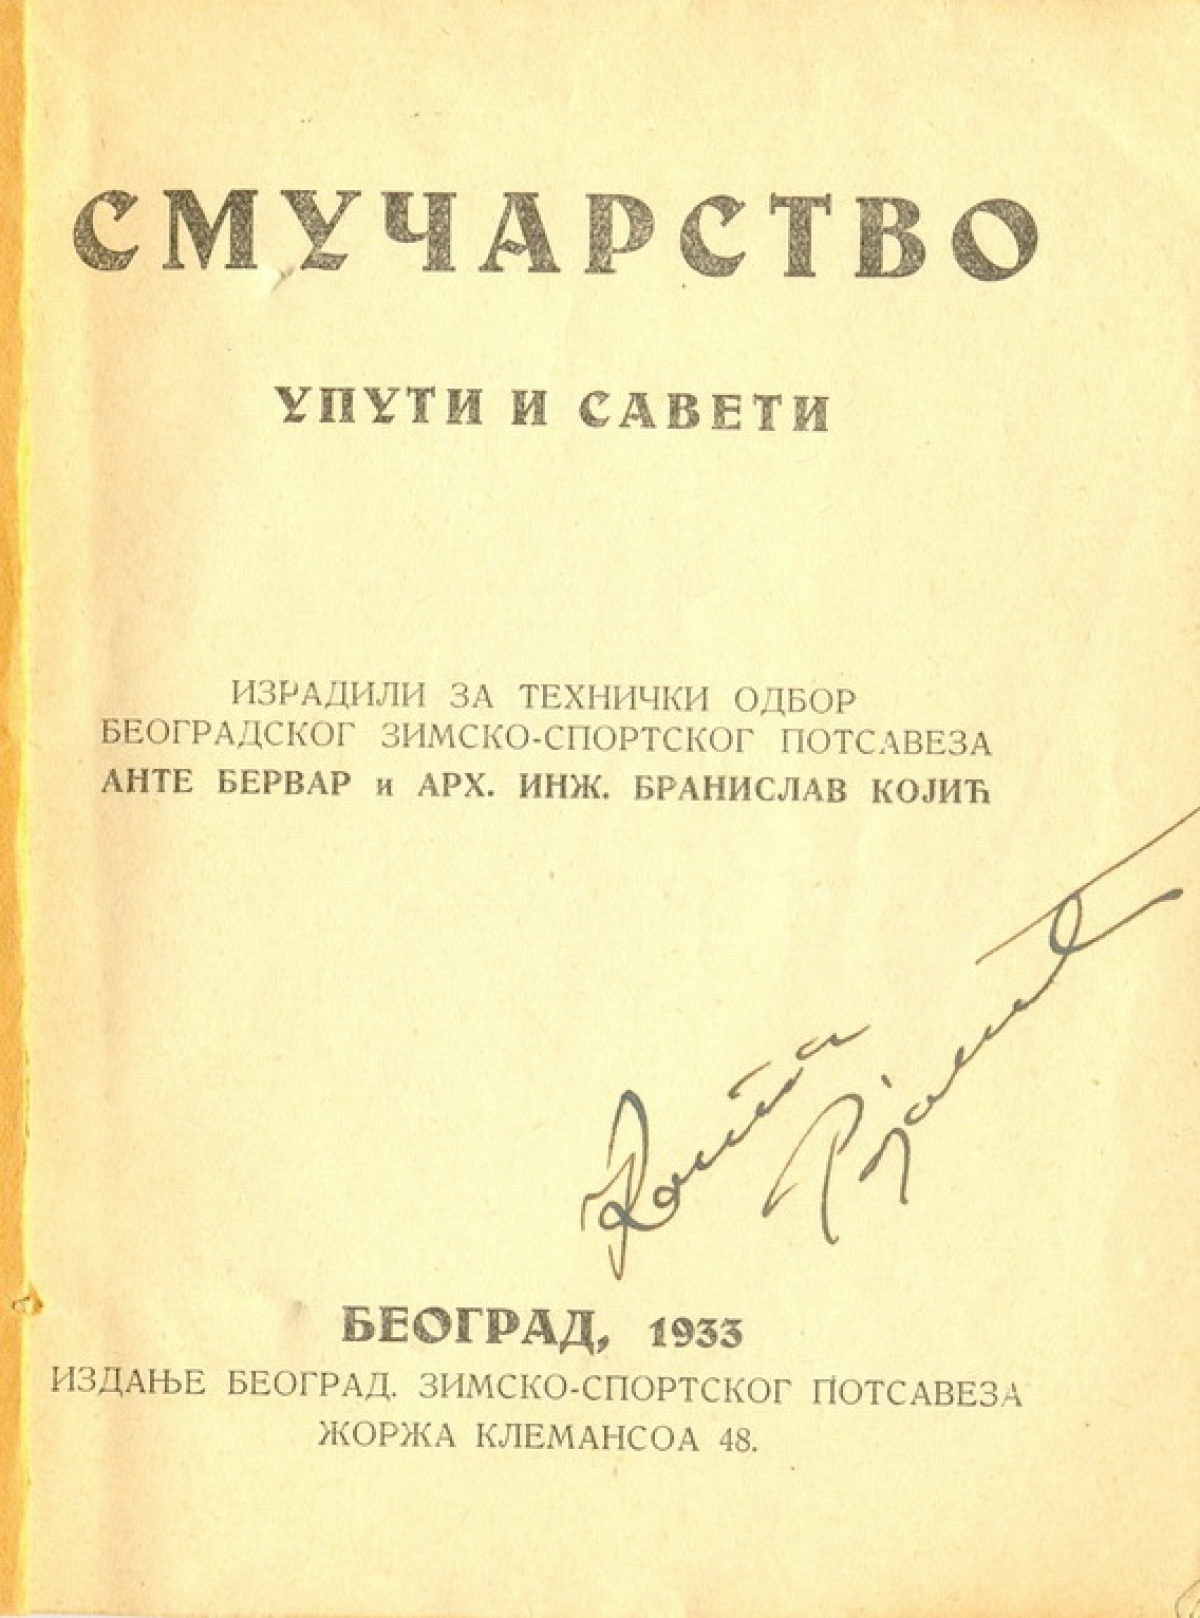 СМУЧАРСТВО
УПУТИ И САВЕТИ
ИЗРАДИЛИ ЗА ТЕХНИЧКИ ОДБОР
БЕОГРАДСКОГ ЗИМСКО-СПОРТСКОГ ПОТСАВЕЗА
АНТЕ БЕРВАР и АРХ. ИНЖ. БРАНИСЛАВ КОЈИЋ
БЕОГРАД, 1933
ИЗДАЊЕ БЕОГРАД. ЗИМСКО-СПОРТСКОГ ПОТСАВЕЗА
ЖОРЖА КЛЕМАНСОА 48.